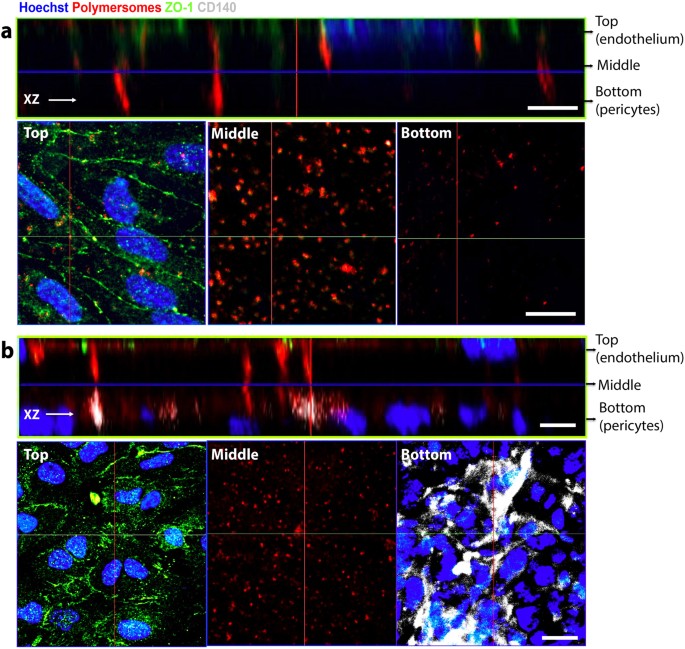 Hoechst Polymersomes ZO-1 CD140
a
Top
(endothelium)
Middle
XZ
Bottom
(pericytes)
Top
Middle
Bottom
b
Top
(endothelium)
Middle
XZ
Bottom
(pericytes)
Top
Middle
Bottom